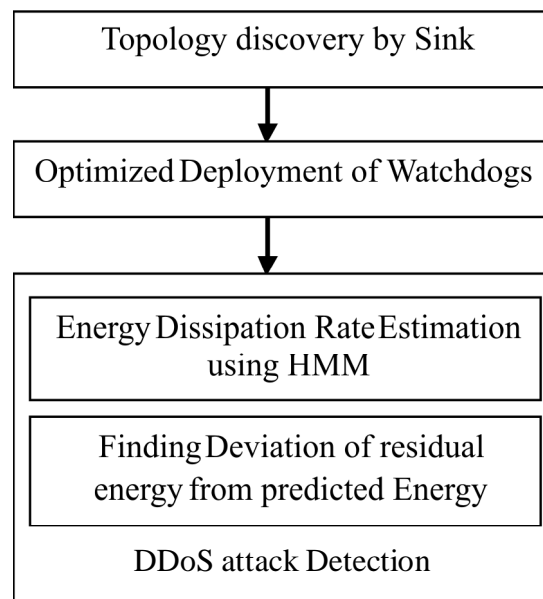 Topology discovery by Sink
Optimized Deployment of Watchdogs
Energy Dissipation Rate Estimation
using HMM
Finding Deviation of residual
energy from predicted Energy
DDoS attack Detection